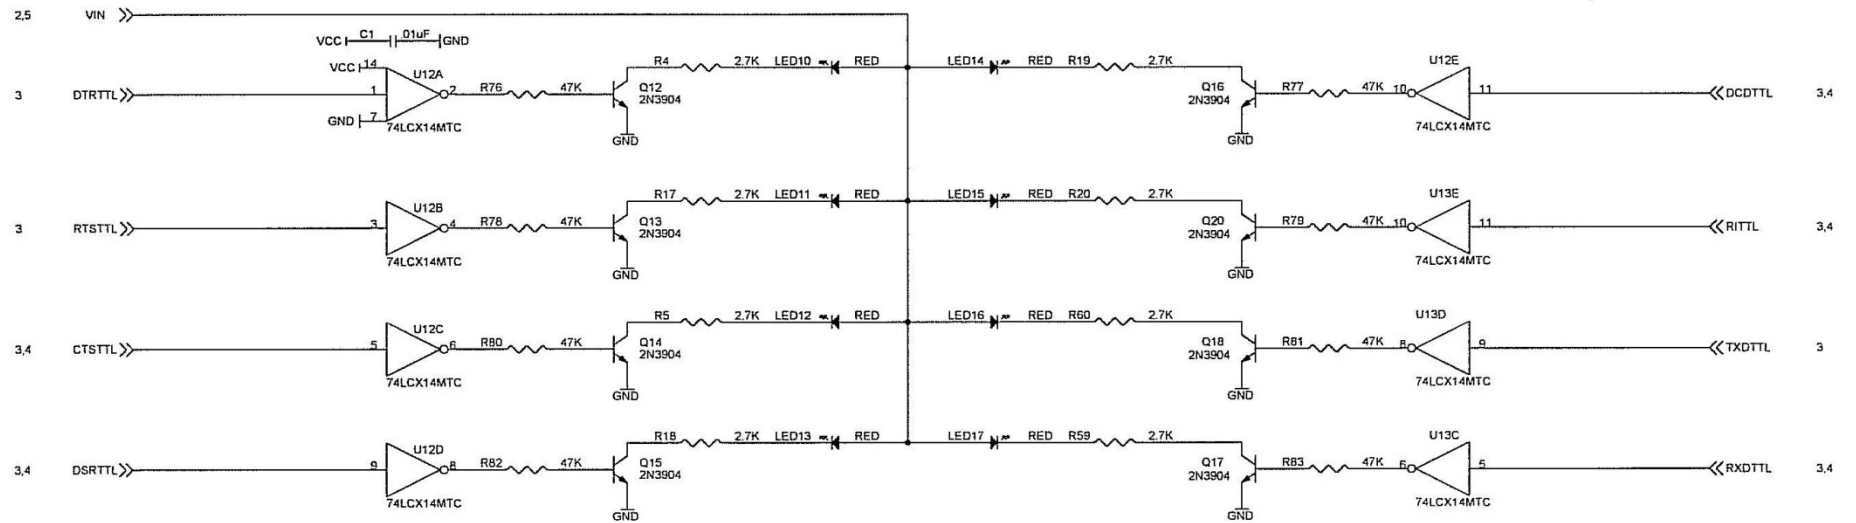 2,5 VIN
VCC C1 .01uF GND
VCC 14 U12A R4 2.7K LED10 RED LED14 RED R19 2.7K U12E
3 DTRTTL 1 2 R76 47K Q12 Q16 R77 47K 10 11 DCDTTL 3,4
2N3904 2N3904
GND 7 74LCX14MTC 74LCX14MTC
GND GND
R17 2.7K LED11 RED LED15 RED R20 2.7K U13E
U12B
3 RTSTTL 3 4 R78 47K Q13 Q20 R79 47K 10 11 RITTL 3,4
2N3904 2N3904
74LCX14MTC 74LCX14MTC
GND GND
R5 2.7K LED12 RED LED16 RED R60 2.7K U13D
U12C
3,4 CTSTTL 5 6 R80 47K Q14 Q18 R81 47K 8 9 TXDTTL 3
2N3904 2N3904
74LCX14MTC 74LCX14MTC
GND GND
R18 2.7K LED13 RED LED17 RED R59 2.7K U13C
U12D
3,4 DSRTTL 9 8 R82 47K Q15 Q17 R83 47K 6 5 RXDTTL 3,4
2N3904 2N3904
74LCX14MTC 74LCX14MTC
GND GND